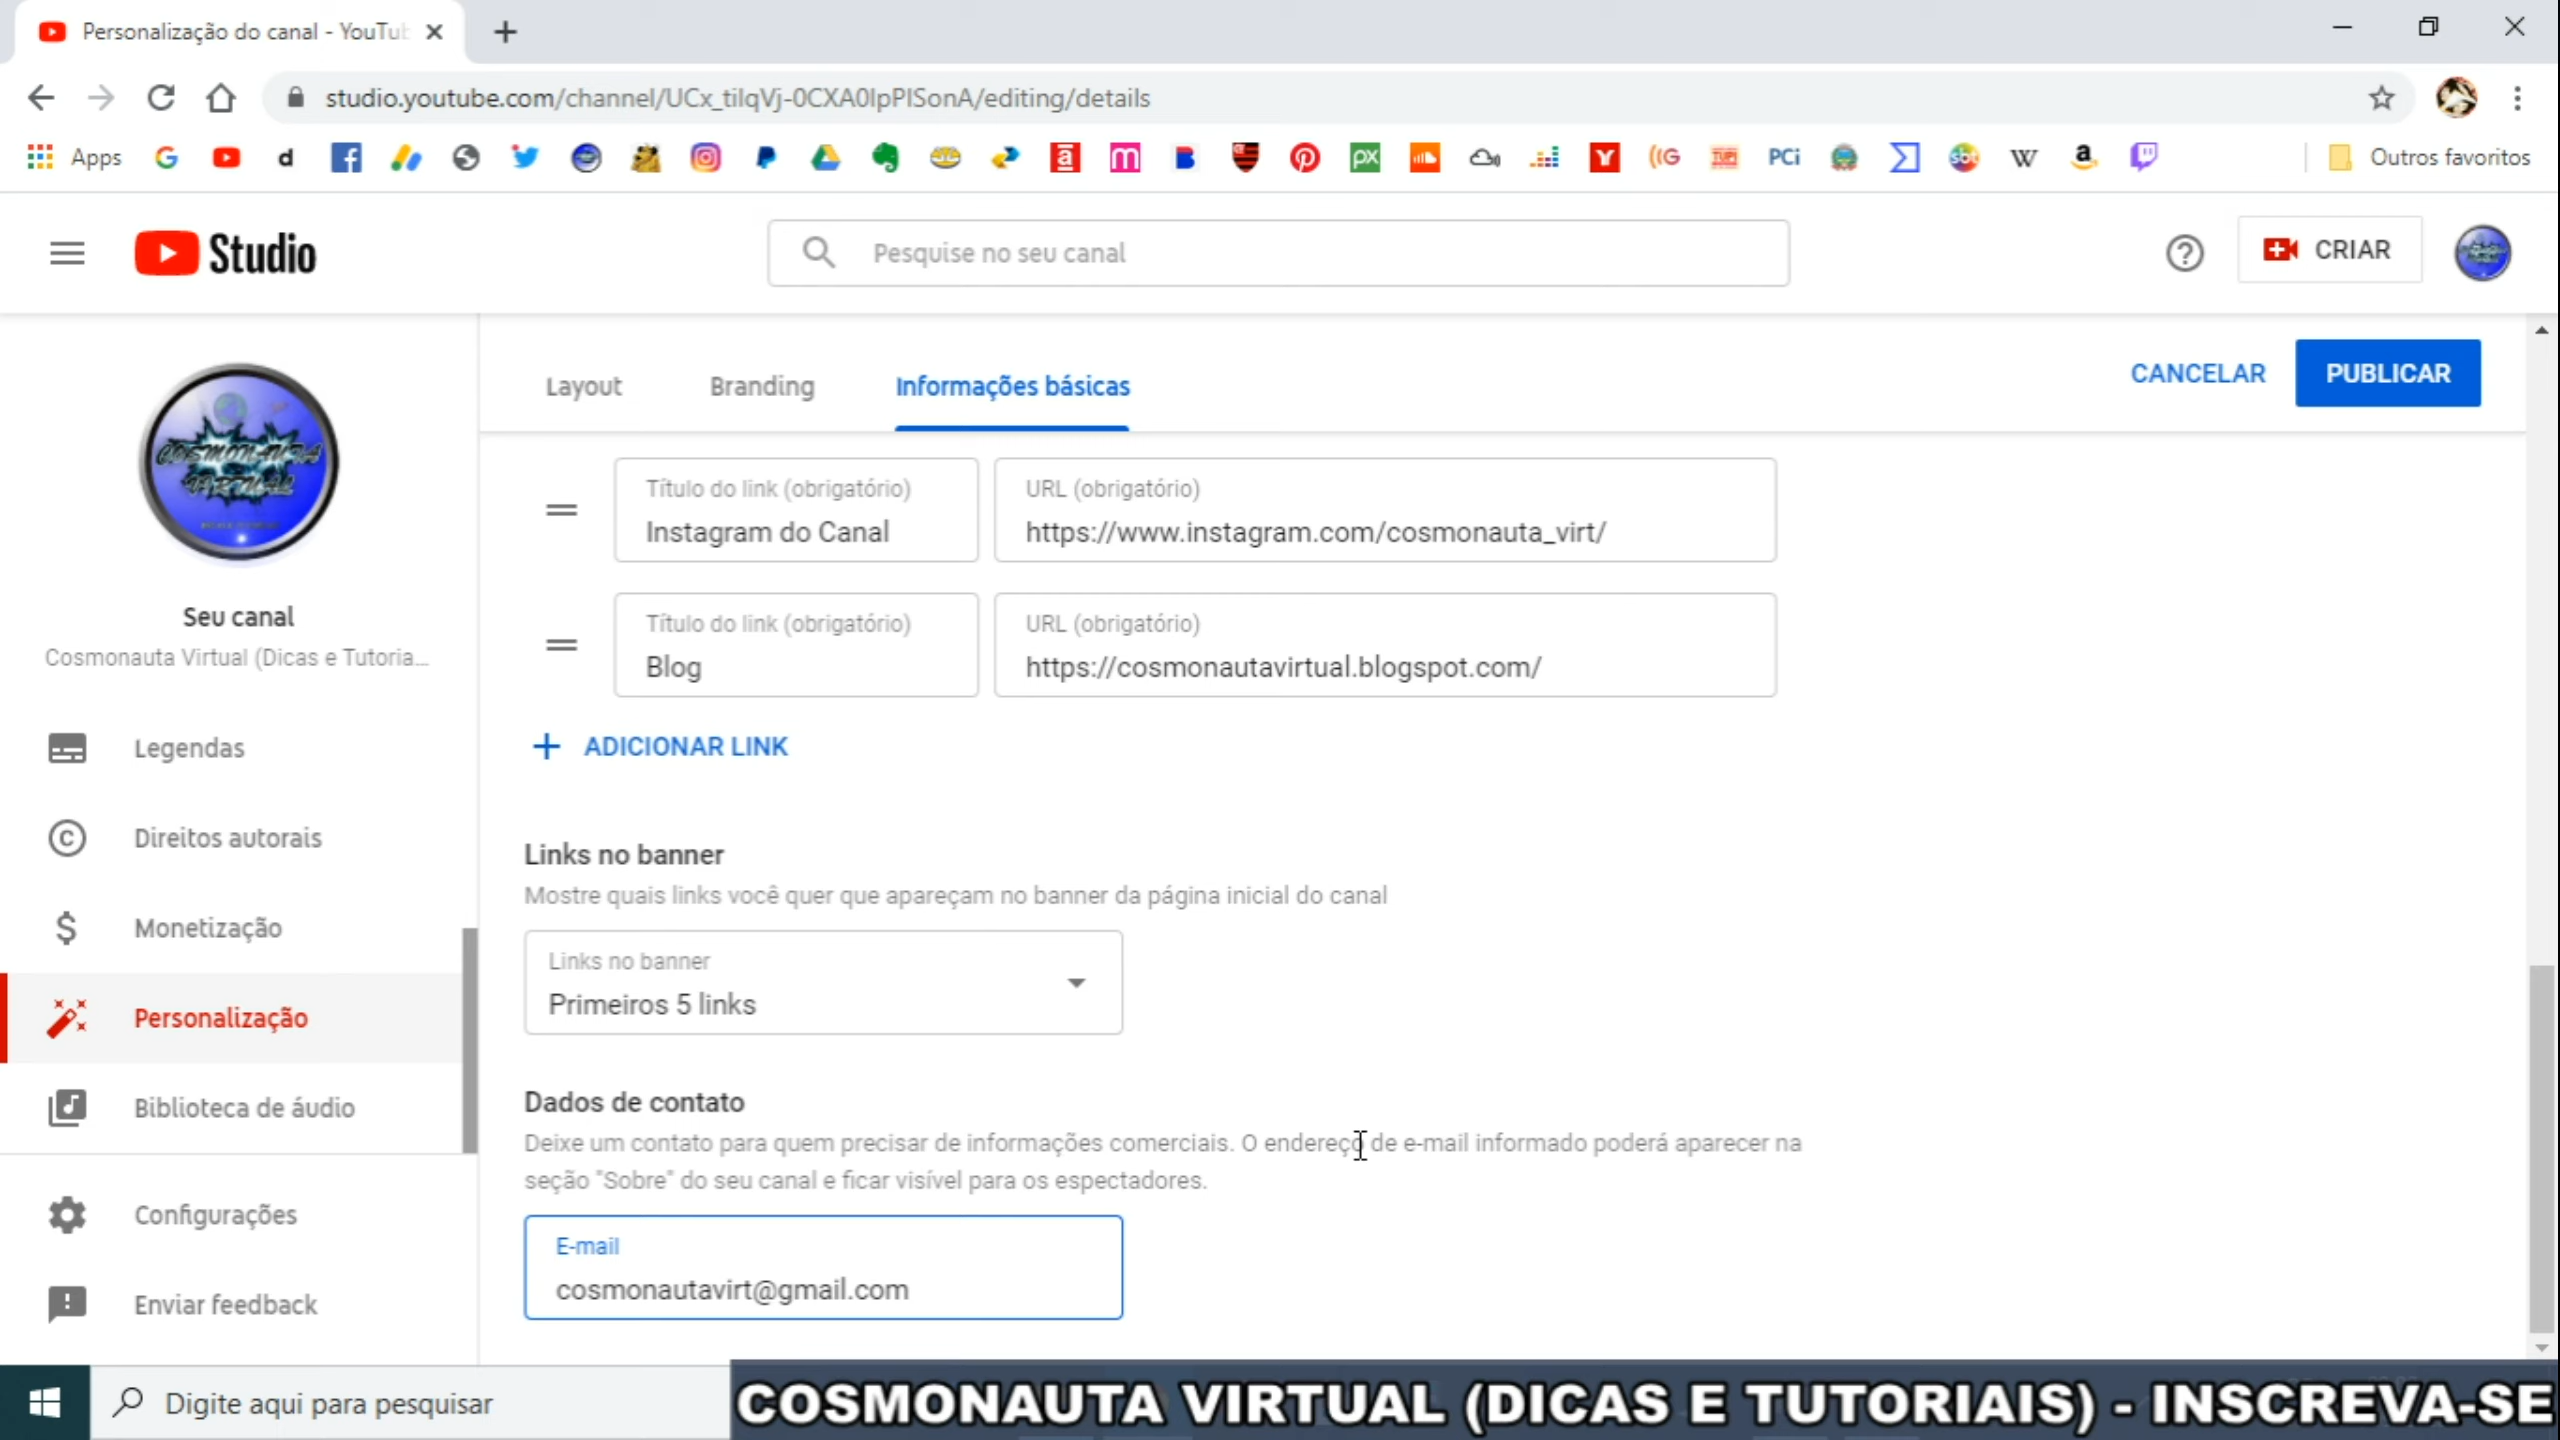 Personalização do canal - YouTub
studio.youtube.com/channel/UCx_tilqVj-0CXA0IpPISonA/editing/details
Apps
Outros favoritos
Studio
Pesquise no seu canal
CRIAR
COSMONAUTA
VIRTUAL
Seu canal
Cosmonauta Virtual (Dicas e Tutoria...
Legendas
Direitos autorais
Monetização
Personalização
Biblioteca de áudio
Configurações
Enviar feedback
Layout
Branding
Informações básicas
CANCELAR
PUBLICAR
Título do link (obrigatório)
Instagram do Canal
URL (obrigatório)
https://www.instagram.com/cosmonauta_virt/
Título do link (obrigatório)
Blog
URL (obrigatório)
https://cosmonautavirtual.blogspot.com/
ADICIONAR LINK
Links no banner
Mostre quais links você quer que apareçam no banner da página inicial do canal
Links no banner
Primeiros 5 links
Dados de contato
Deixe um contato para quem precisar de informações comerciais. O endereço de e-mail informado poderá aparecer na
seção "Sobre" do seu canal e ficar visível para os espectadores.
E-mail
cosmonautavirt@gmail.com
Digite aqui para pesquisar
COSMONAUTA VIRTUAL (DICAS E TUTORIAIS) - INSCREVA-SE